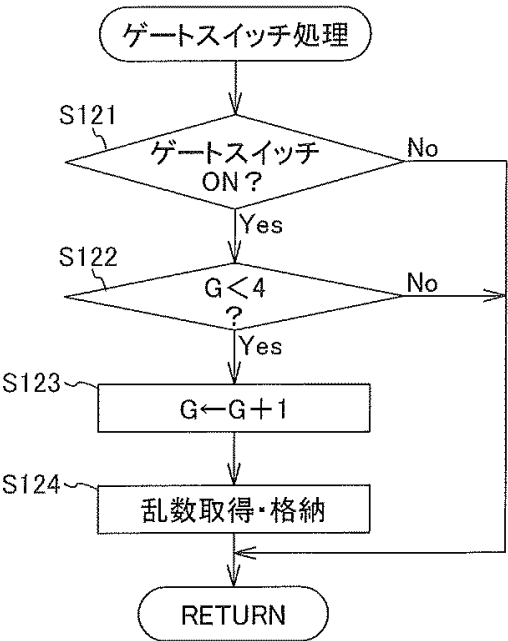 ゲートスイッチ処理
S121
ゲートスイッチ
ON?
No
Yes
S122
G<4
?
No
Yes
S123
G←G+1
S124
乱数取得・格納
RETURN